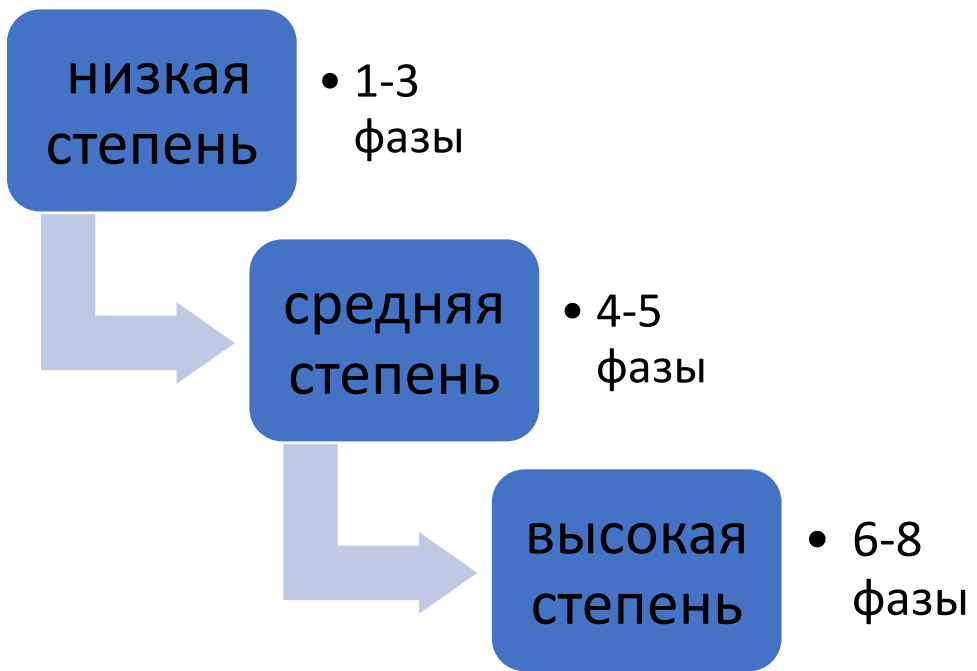 низкая
степень
• 1-3
фазы
средняя
степень
• 4-5
фазы
высокая
степень
• 6-8
фазы